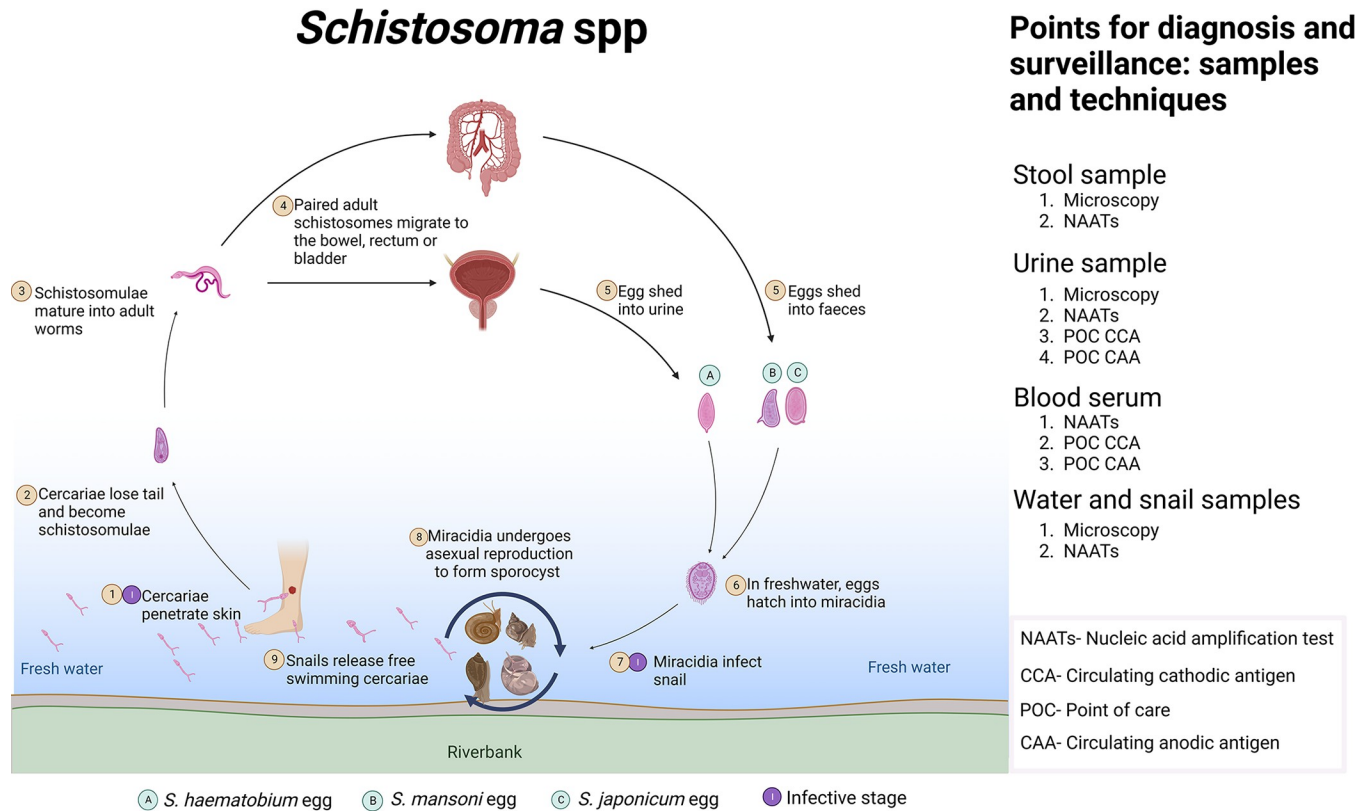 Schistosoma spp
Points for diagnosis and
surveillance: samples
and techniques
4 Paired adult
schistosomes migrate to
the bowel, rectum or
bladder
3 Schistosomulae
mature into adult
worms
5 Egg shed
into urine
5 Eggs shed
into faeces
A
B
C
2 Cercariae lose tail
and become
schistosomulae
8 Miracidia undergoes
asexual reproduction
to form sporocyst
1 I Cercariae
penetrate skin
6 In freshwater, eggs
hatch into miracidia
9 Snails release free
swimming cercariae
7 I Miracidia infect
snail
Fresh water
Fresh water
Riverbank
A S. haematobium egg
B S. mansoni egg
C S. japonicum egg
I Infective stage
Stool sample
1. Microscopy
2. NAATs
Urine sample
1. Microscopy
2. NAATs
3. POC CCA
4. POC CAA
Blood serum
1. NAATs
2. POC CCA
3. POC CAA
Water and snail samples
1. Microscopy
2. NAATs
NAATs- Nucleic acid amplification test
CCA- Circulating cathodic antigen
POC- Point of care
CAA- Circulating anodic antigen